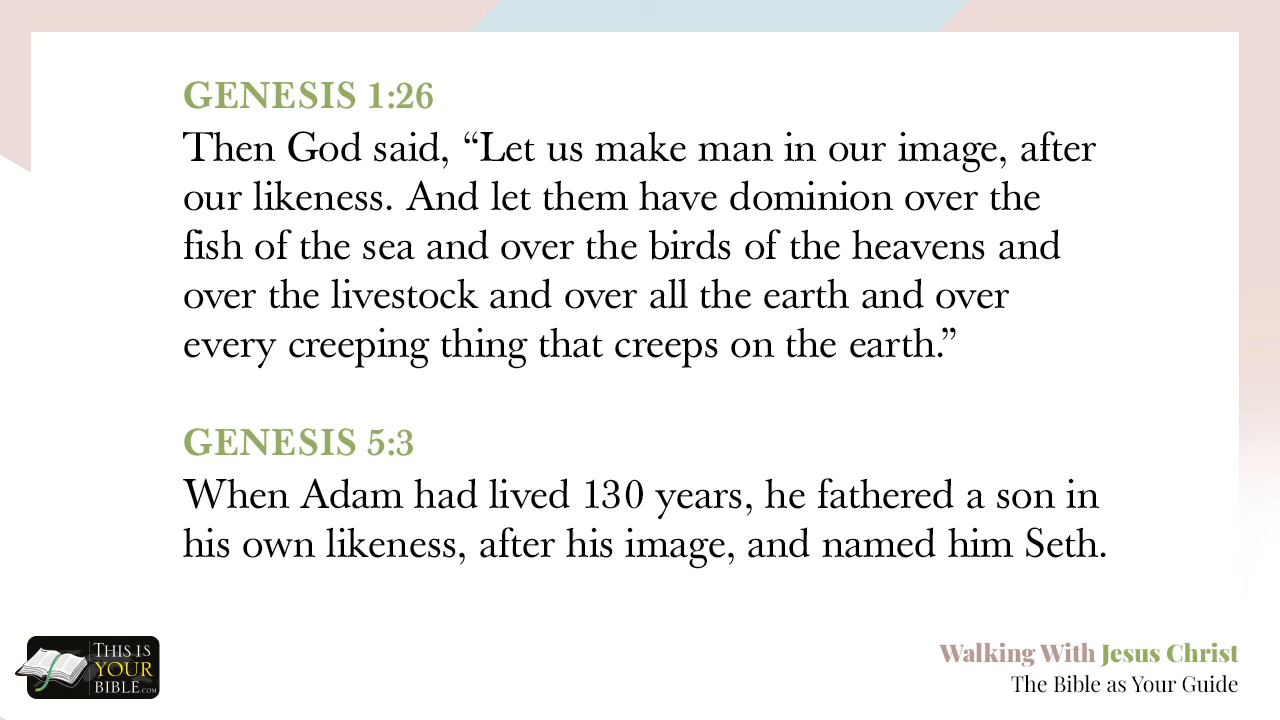 GENESIS 1:26
Then God said, “Let us make man in our image, after
our likeness. And let them have dominion over the
fish of the sea and over the birds of the heavens and
over the livestock and over all the earth and over
every creeping thing that creeps on the earth.”
GENESIS 5:3
When Adam had lived 130 years, he fathered a son in
his own likeness, after his image, and named him Seth.
THIS IS
YOUR
BIBLE.COM
Walking With Jesus Christ
The Bible as Your Guide